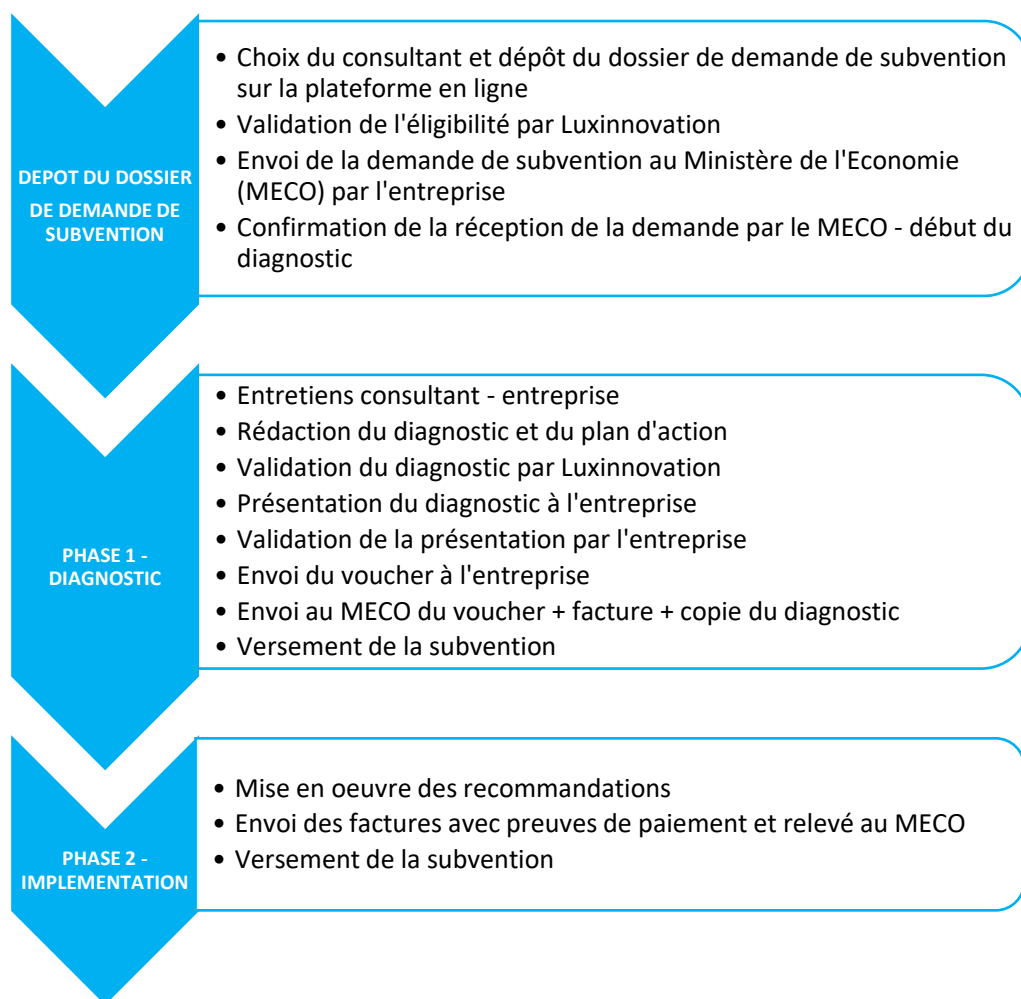 DEPOT DU DOSSIER
DE DEMANDE DE
SUBVENTION
• Choix du consultant et dépôt du dossier de demande de subvention
sur la plateforme en ligne
• Validation de l'éligibilité par Luxinnovation
• Envoi de la demande de subvention au Ministère de l'Economie
(MECO) par l'entreprise
• Confirmation de la réception de la demande par le MECO - début du
diagnostic
PHASE 1 -
DIAGNOSTIC
• Entretiens consultant - entreprise
• Rédaction du diagnostic et du plan d'action
• Validation du diagnostic par Luxinnovation
• Présentation du diagnostic à l'entreprise
• Validation de la présentation par l'entreprise
• Envoi du voucher à l'entreprise
• Envoi au MECO du voucher + facture + copie du diagnostic
• Versement de la subvention
PHASE 2 -
IMPLEMENTATION
• Mise en oeuvre des recommandations
• Envoi des factures avec preuves de paiement et relevé au MECO
• Versement de la subvention